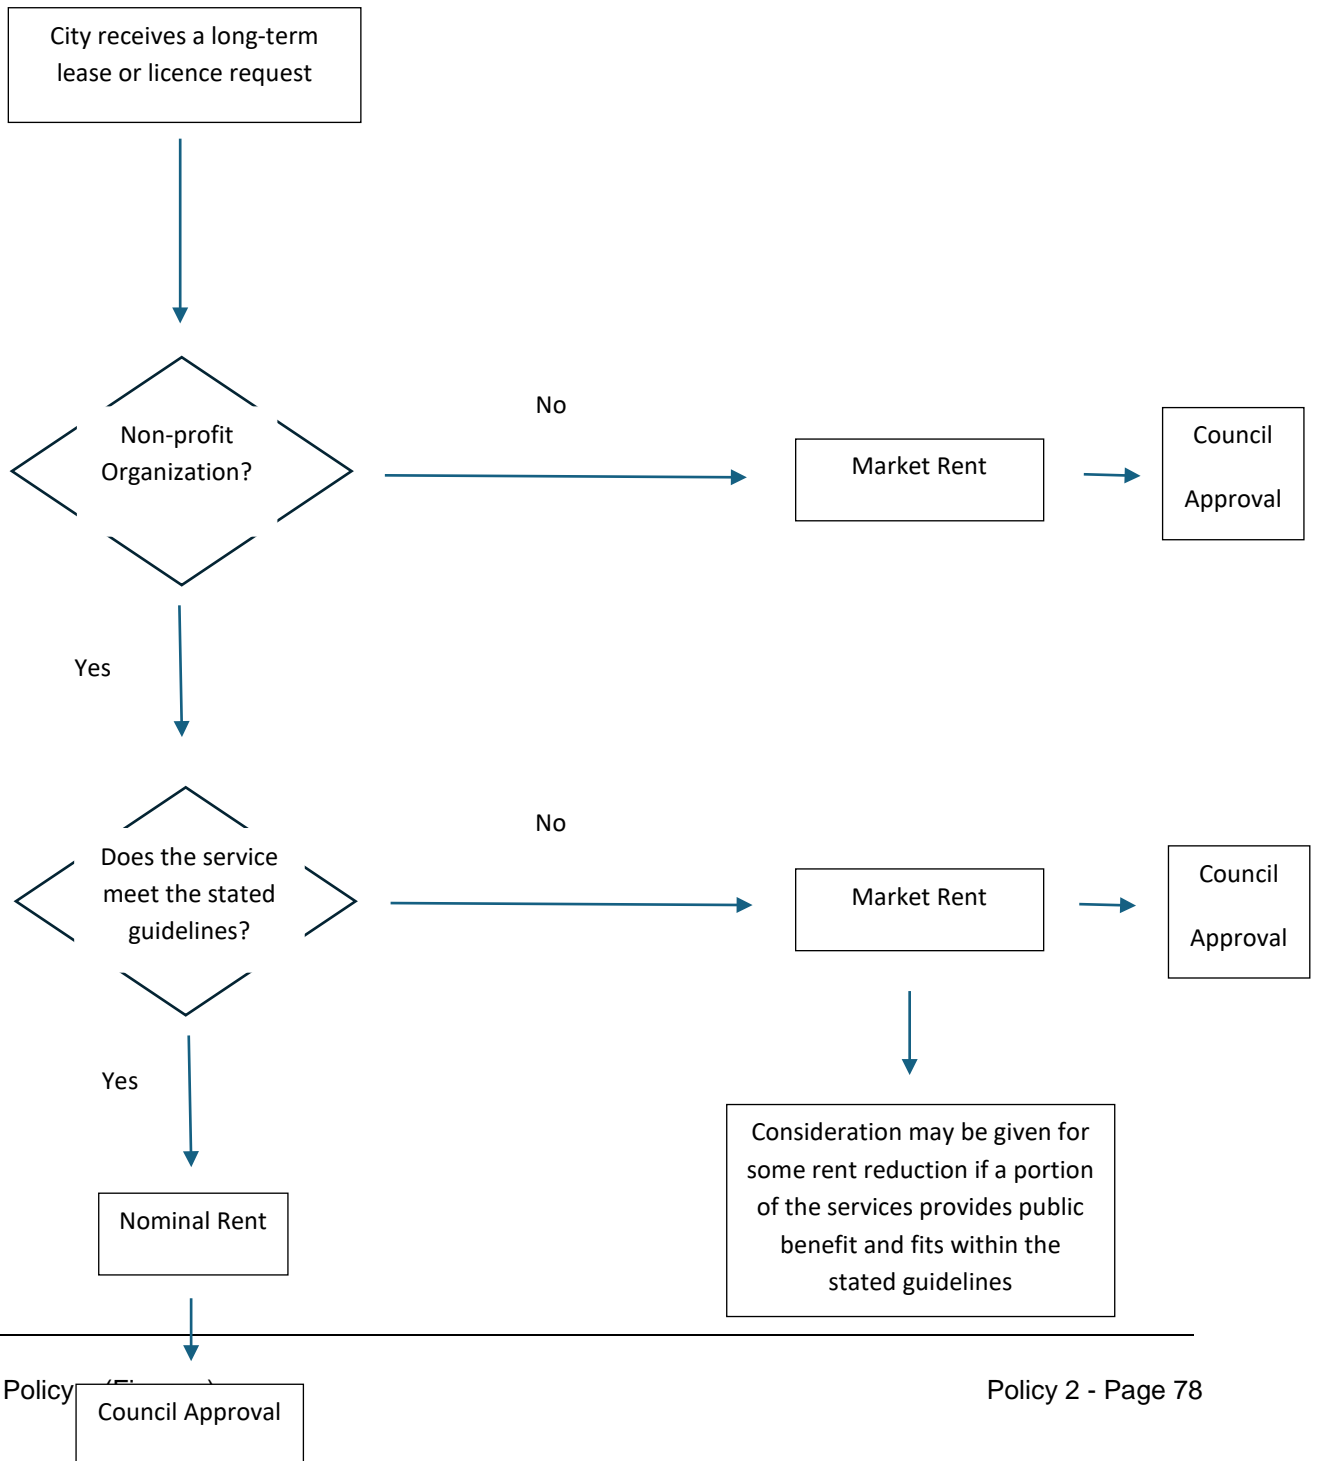 City receives a long-term
lease or licence request
No
Non-profit
Organization?
Market Rent
Council
Approval
Yes
No
Does the service
meet the stated
guidelines?
Market Rent
Council
Approval
Yes
Consideration may be given for
some rent reduction if a portion
of the services provides public
benefit and fits within the
stated guidelines
Nominal Rent
Policy
Policy 2 - Page 78
Council Approval